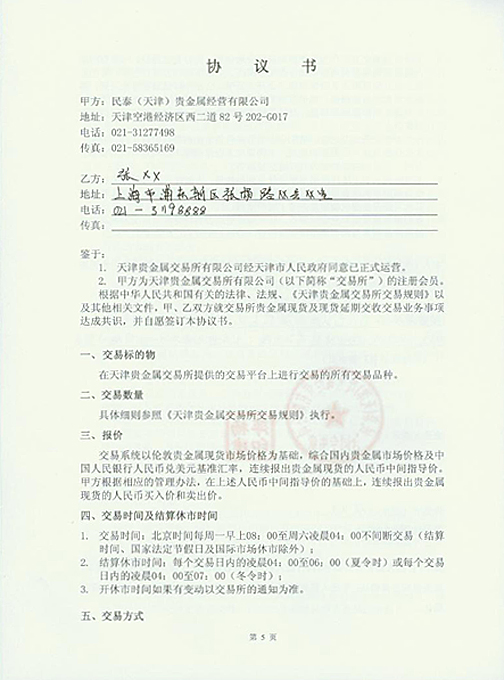 协 议 书
甲方：民泰（天津）贵金属经营有限公司
地址：天津空港经济区西二道 82 号 202-G017
电话：021-31277498
传真：021-58365169
乙方：张 XX
地址：上海市浦东新区张杨路XX号XX室
电话：021-5198888
传真：
鉴于：
1. 天津贵金属交易所有限公司经天津市人民政府同意已正式运营。
2. 甲方为天津贵金属交易所有限公司（以下简称“交易所”）的注册会员。
根据中华人民共和国有关的法律、法规、《天津贵金属交易所交易规则》以
及其他相关文件，甲、乙双方就交易所贵金属现货及现货延期交收交易业务事项
达成共识，并自愿签订本协议书。
一、交易标的物
在天津贵金属交易所提供的交易平台上进行交易的所有交易品种。
二、交易数量
具体细则参照《天津贵金属交易所交易规则》执行。
三、报价
交易系统以伦敦贵金属现货市场价格为基础，综合国内贵金属市场价格及中
国人民银行人民币兑美元基准汇率，连续报出贵金属现货的人民币中间指导价。
甲方根据相应的管理办法，在上述人民币中间指导价的基础上，连续报出贵金属
现货的人民币买入价和卖出价。
四、交易时间及结算休市时间
1. 交易时间：北京时间每周一早上08：00至周六凌晨04：00不间断交易（结算
时间、国家法定节假日及国际市场休市除外）；
2. 结算休市时间：每个交易日内的凌晨04：00至06：00（夏令时）或每个交易
日内的凌晨04：00至07：00（冬令时）；
3. 开休市时间如果有变动以交易所的通知为准。
五、交易方式
第 5 页